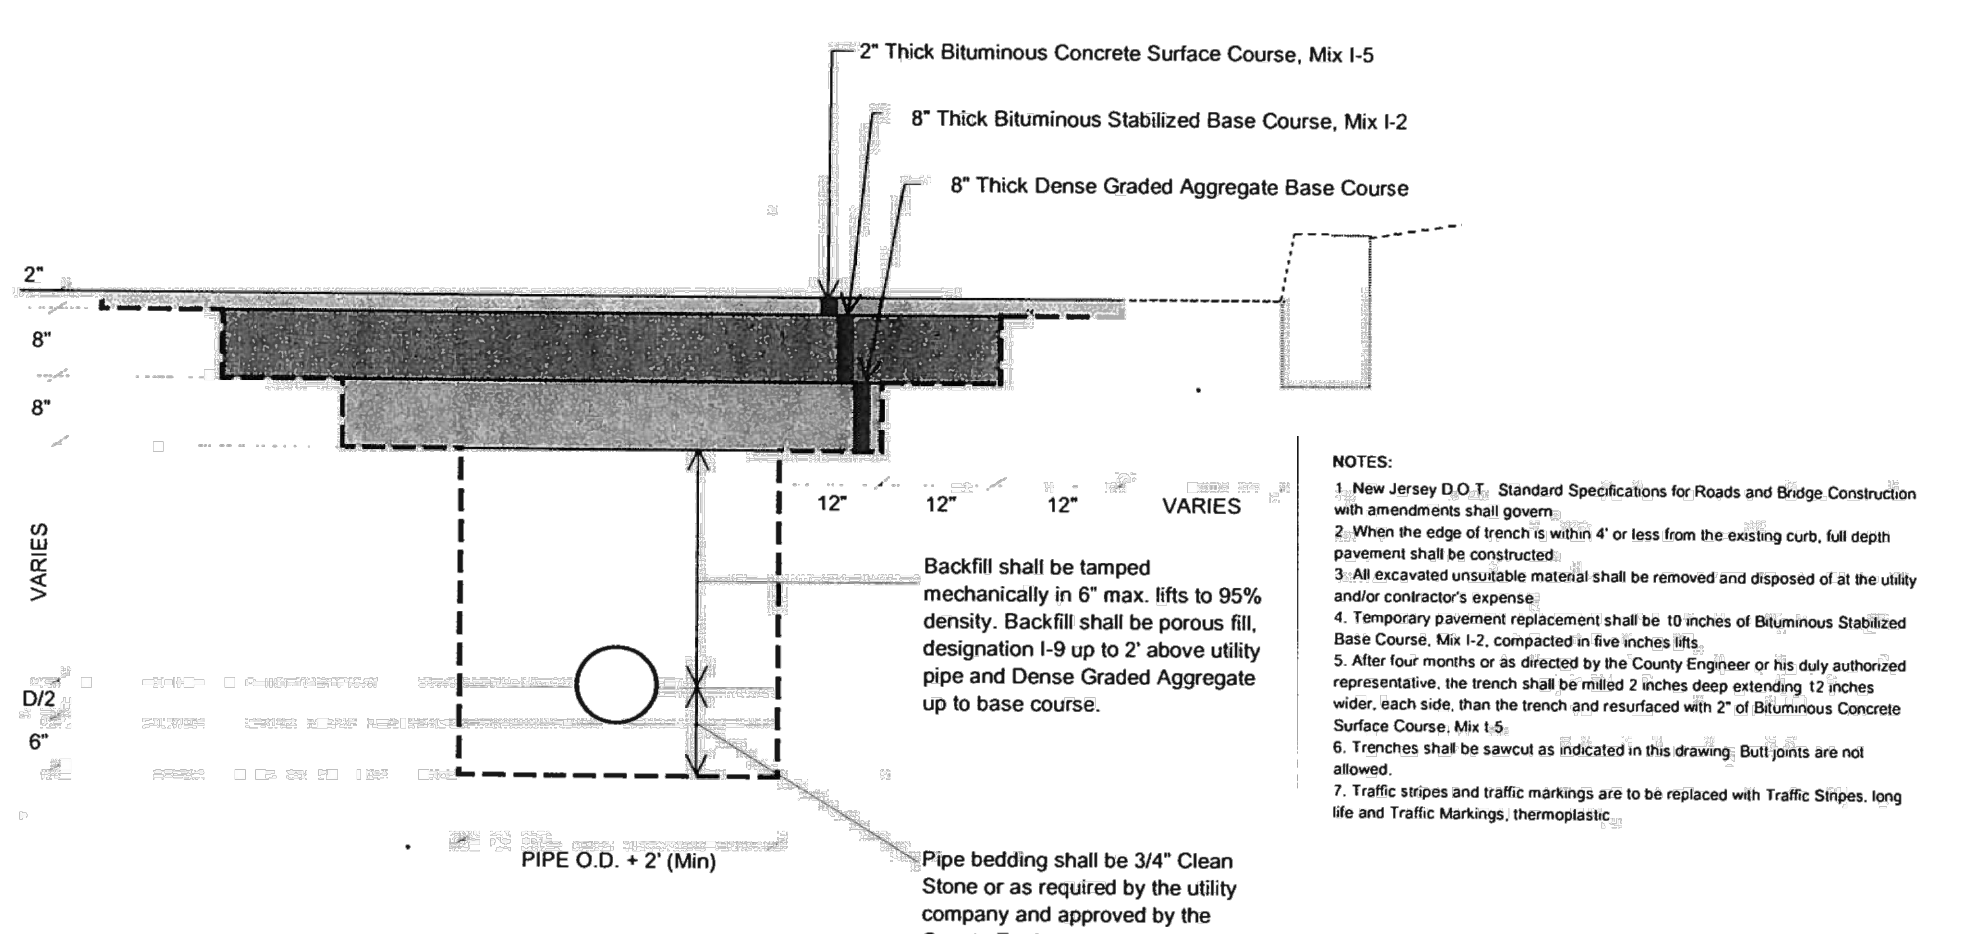 2" Thick Bituminous Concrete Surface Course, Mix I-5
8" Thick Bituminous Stabilized Base Course, Mix I-2
8" Thick Dense Graded Aggregate Base Course
2"
8"
8"
VARIES
D/2
6"
12"
12"
12"
VARIES
Backfill shall be tamped
mechanically in 6" max. lifts to 95%
density. Backfill shall be porous fill,
designation I-9 up to 2' above utility
pipe and Dense Graded Aggregate
up to base course.
PIPE O.D. + 2' (Min)
Pipe bedding shall be 3/4" Clean
Stone or as required by the utility
company and approved by the
NOTES:
1 New Jersey D.O.T. Standard Specifications for Roads and Bridge Construction
with amendments shall govern
2 When the edge of trench is within 4' or less from the existing curb, full depth
pavement shall be constructed
3 All excavated unsuitable material shall be removed and disposed of at the utility
and/or contractor's expense
4. Temporary pavement replacement shall be 10 inches of Bituminous Stabilized
Base Course, Mix I-2, compacted in five inches lifts
5. After four months or as directed by the County Engineer or his duly authorized
representative, the trench shall be milled 2 inches deep extending 12 inches
wider, each side, than the trench and resurfaced with 2" of Bituminous Concrete
Surface Course, Mix I-5
6. Trenches shall be sawcut as indicated in this drawing Butt joints are not
allowed.
7. Traffic stripes and traffic markings are to be replaced with Traffic Stripes, long
life and Traffic Markings, thermoplastic